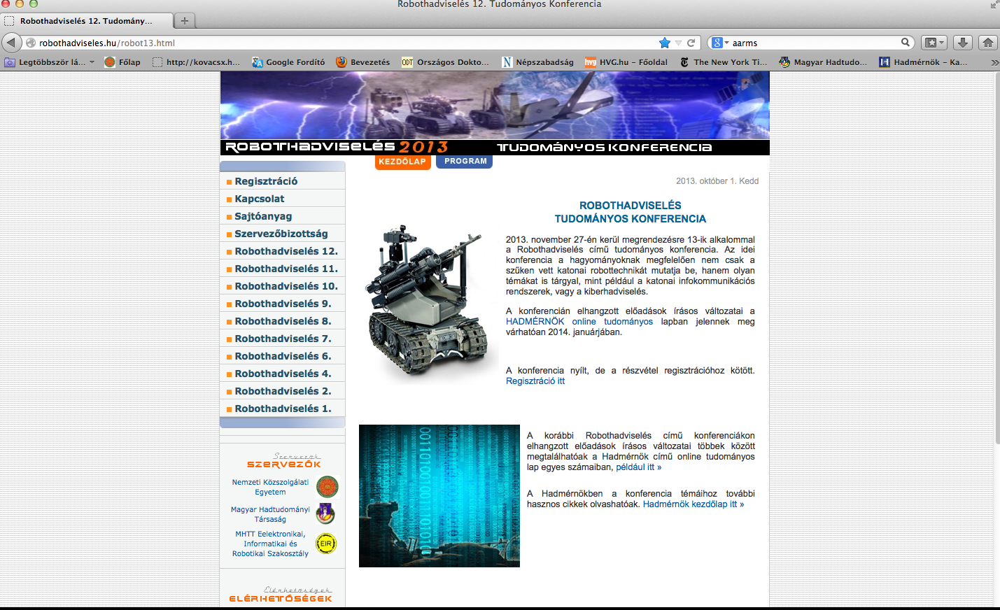 Robothadviselés 12. Tudományos Konferencia
Robothadviselés 12. Tudomány...
robothadviseles.hu/robot13.html
aarms
Legtöbbször lá...
Főlap
http://kovacsx.h...
Google Fordító
Bevezetés
ODT Országos Dokto...
N Népszabadság
hvg HVG.hu – Főoldal
The New York Ti...
Magyar Hadtudo...
H Hadmérnök – Ka...
ROBOTHADVISELÉS 2013 TUDOMÁNYOS KONFERENCIA
KEZDŐLAP
PROGRAM
2013. október 1. Kedd
Regisztráció
Kapcsolat
Sajtóanyag
Szervezőbizottság
Robothadviselés 12.
Robothadviselés 11.
Robothadviselés 10.
Robothadviselés 9.
Robothadviselés 8.
Robothadviselés 7.
Robothadviselés 6.
Robothadviselés 4.
Robothadviselés 2.
Robothadviselés 1.
Szervezők
SZERVEZŐK
Nemzeti Közszolgálati
Egyetem
Magyar Hadtudományi
Társaság
MHTT Eelektronikai,
Informatikai és
Robotikai Szakosztály
EIR
Elérhetőségek
ELÉRHETŐSÉGEK
ROBOTHADVISELÉS
TUDOMÁNYOS KONFERENCIA
2013. november 27-én kerül megrendezésre 13-ik alkalommal
a Robothadviselés című tudományos konferencia. Az idei
konferencia a hagyományoknak megfelelően nem csak a
szűken vett katonai robottechnikát mutatja be, hanem olyan
témákat is tárgyal, mint például a katonai infokommunikációs
rendszerek, vagy a kiberhadviselés.
A konferencián elhangzott előadások írásos változatai a
HADMÉRNÖK online tudományos lapban jelennek meg
várhatóan 2014. januárjában.
A konferencia nyílt, de a részvétel regisztrációhoz kötött.
Regisztráció itt
A korábbi Robothadviselés című konferenciákon
elhangzott előadások írásos változatai többek között
megtalálhatóak a Hadmérnök című online tudományos
lap egyes számaiban, például itt »
A Hadmérnökben a konferencia témáihoz további
hasznos cikkek olvashatóak. Hadmérnök kezdőlap itt »